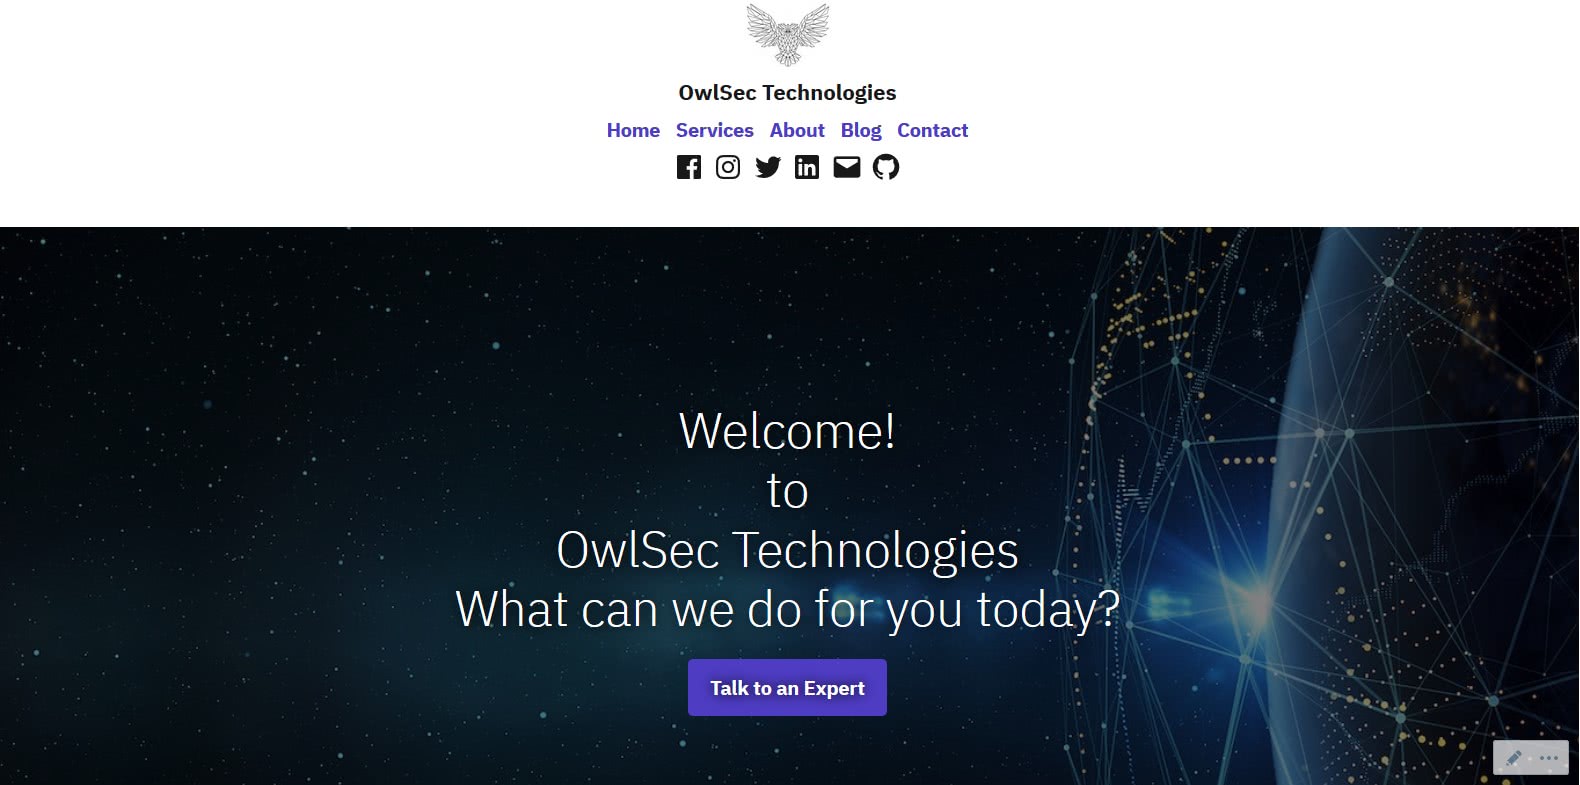 OwlSec Technologies
Home Services About Blog Contact
Welcome!
to
OwlSec Technologies
What can we do for you today?
Talk to an Expert